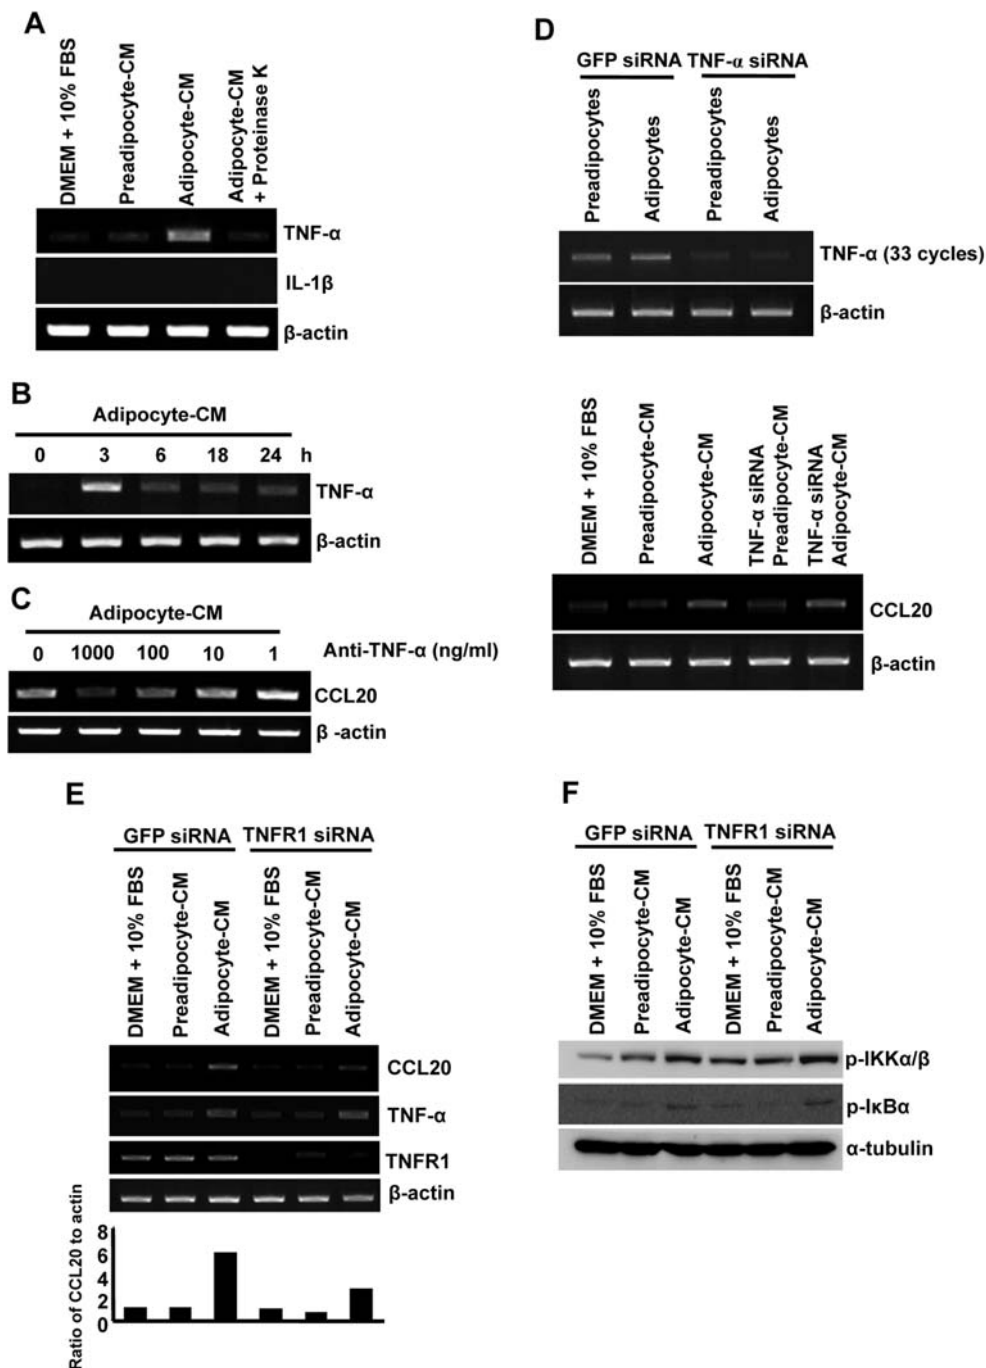 A
DMEM + 10% FBS
Preadipocyte-CM
Adipocyte-CM
Adipocyte-CM
+ Proteinase K
TNF-α
IL-1β
β-actin
B
Adipocyte-CM
0 3 6 18 24 h
TNF-α
β-actin
C
Adipocyte-CM
0 1000 100 10 1 Anti-TNF-α (ng/ml)
CCL20
β -actin
D
GFP siRNA TNF-α siRNA
Preadipocytes
Adipocytes
Preadipocytes
Adipocytes
TNF-α (33 cycles)
β-actin
DMEM + 10% FBS
Preadipocyte-CM
Adipocyte-CM
TNF-α siRNA
Preadipocyte-CM
TNF-α siRNA
Adipocyte-CM
CCL20
β-actin
E
GFP siRNA TNFR1 siRNA
DMEM + 10% FBS
Preadipocyte-CM
Adipocyte-CM
DMEM + 10% FBS
Preadipocyte-CM
Adipocyte-CM
CCL20
TNF-α
TNFR1
β-actin
Ratio of CCL20 to actin
8
6
4
2
0
F
GFP siRNA TNFR1 siRNA
DMEM + 10% FBS
Preadipocyte-CM
Adipocyte-CM
DMEM + 10% FBS
Preadipocyte-CM
Adipocyte-CM
p-IKKα/β
p-IκBα
α-tubulin